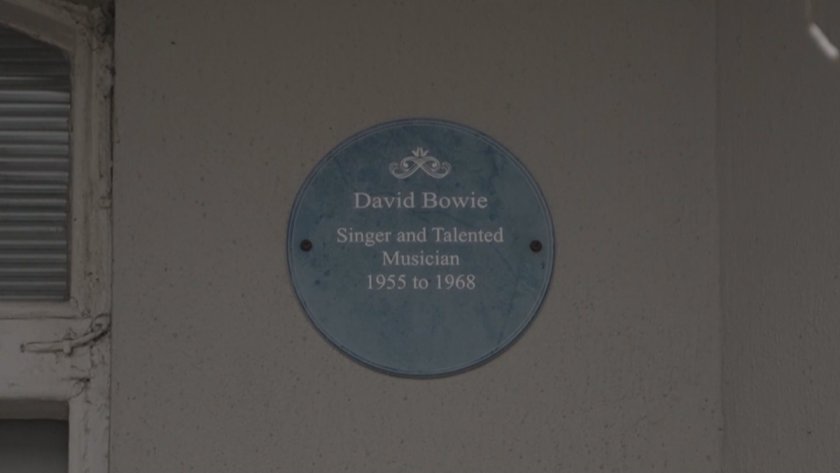 David Bowie
Singer and Talented
Musician
1955 to 1968